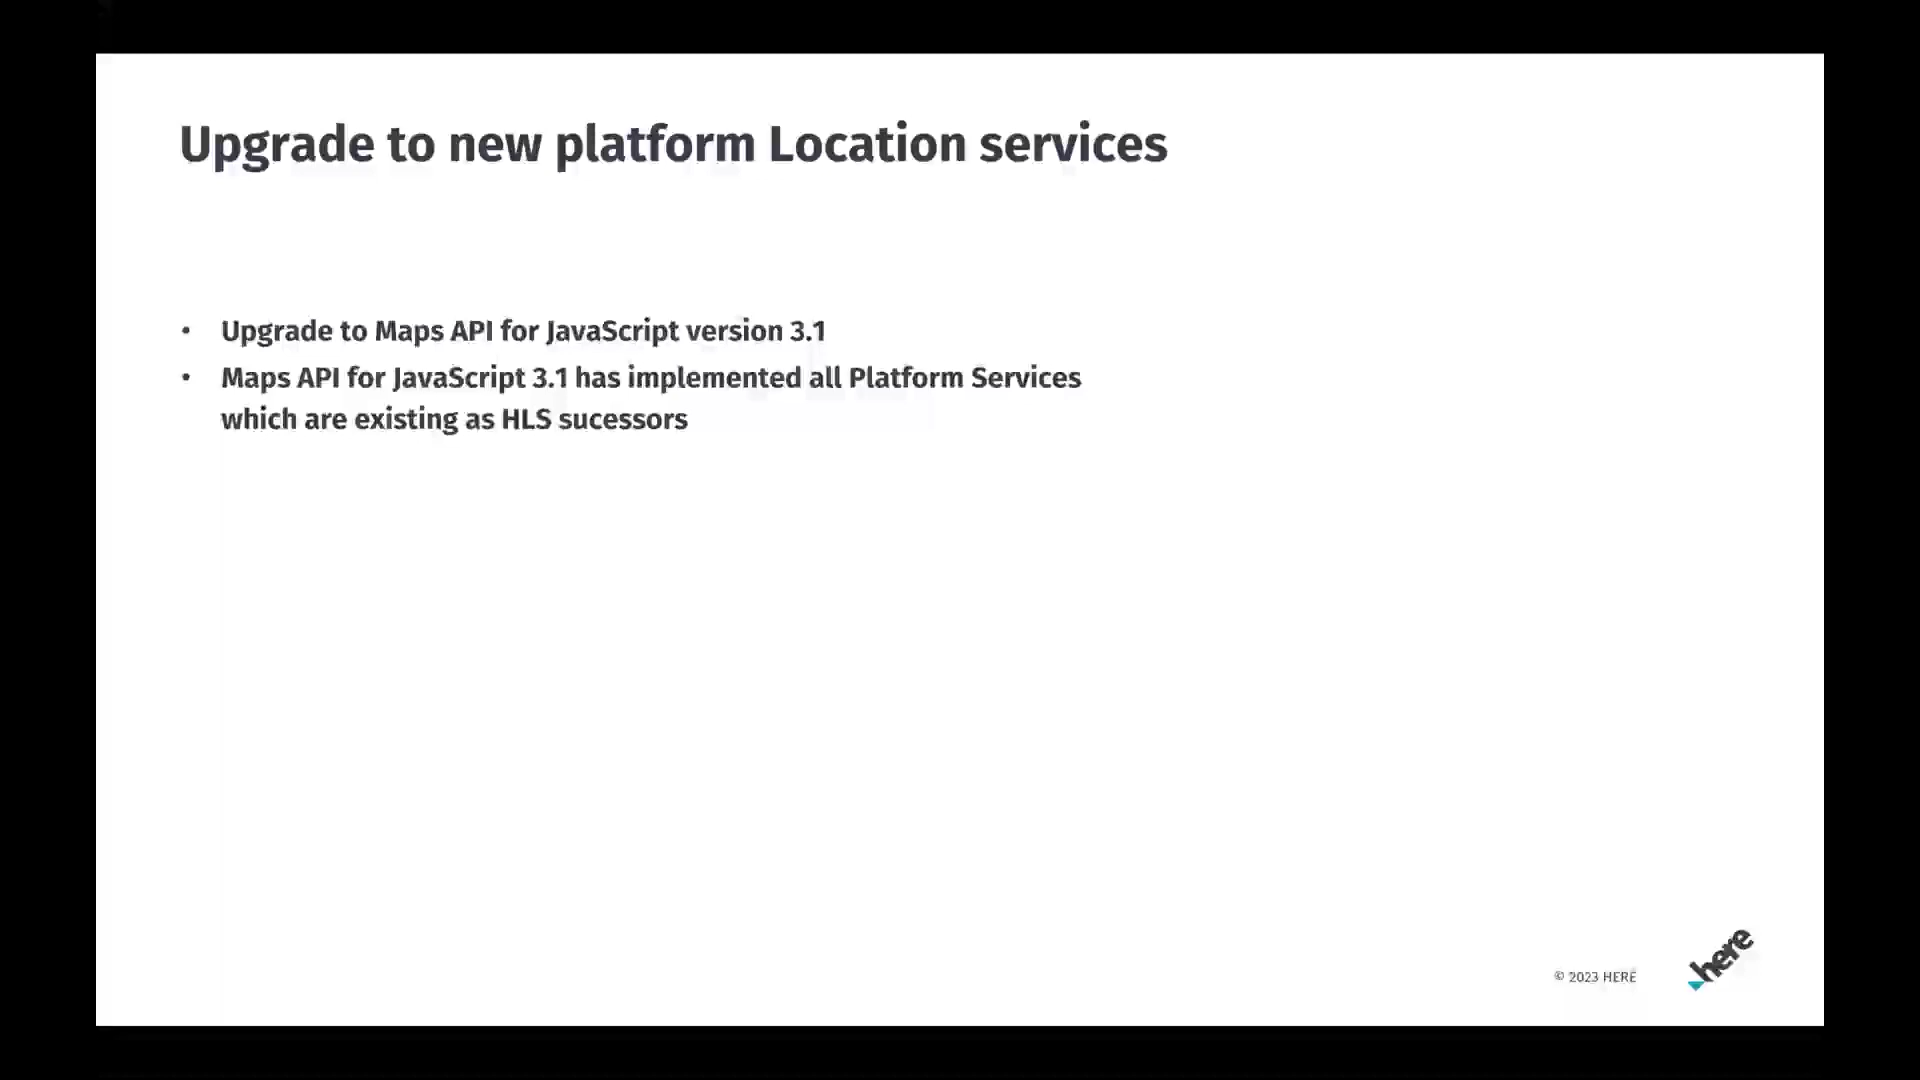 Upgrade to new platform Location services
• Upgrade to Maps API for JavaScript version 3.1
• Maps API for JavaScript 3.1 has implemented all Platform Services
which are existing as HLS sucessors
© 2023 HERE
here